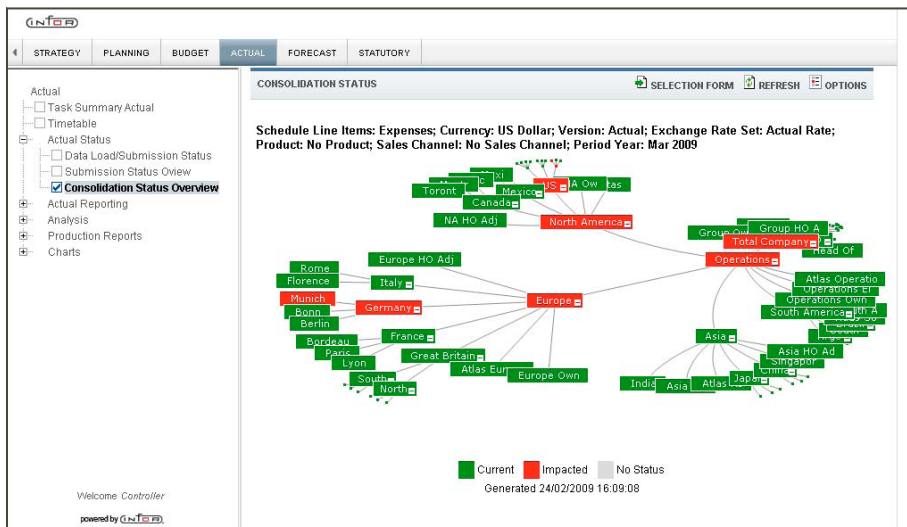 infor
STRATEGY PLANNING BUDGET ACTUAL FORECAST STATUTORY
Actual
Task Summary Actual
Timetable
Actual Status
Data Load/Submission Status
Submission Status Oview
Consolidation Status Overview
Actual Reporting
Analysis
Production Reports
Charts
Welcome Controller
powered by infor
CONSOLIDATION STATUS
SELECTION FORM REFRESH OPTIONS
Schedule Line Items: Expenses; Currency: US Dollar; Version: Actual; Exchange Rate Set: Actual Rate;
Product: No Product; Sales Channel: No Sales Channel; Period Year: Mar 2009
Toront
Mexico
Canada
US
NA HO Adj
North America
Group HO A
Total Company
Head Of
Operations
Europe HO Adj
Rome
Florence
Italy
Munich
Bonn
Berlin
Germany
Europe
Bordeau
Paris
Lyon
France
Great Britain
South
North
Atlas Eur
Europe Own
Atlas Operatio
Operations El
Operations Own
South America
Asia
Asia HO Ad
Singapor
China
Japa
India
Asia
Atlas
Current Impacted No Status
Generated 24/02/2009 16:09:08